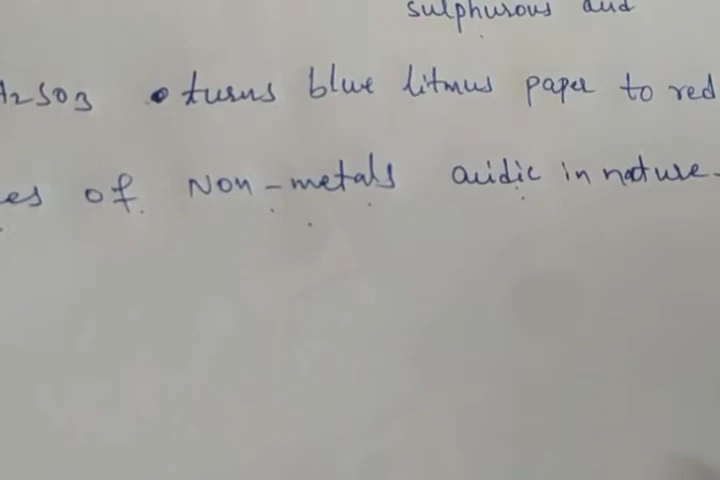 sulphurous and
H2SO3 turns blue litmus paper to red
es of Non-metals acidic in nature.